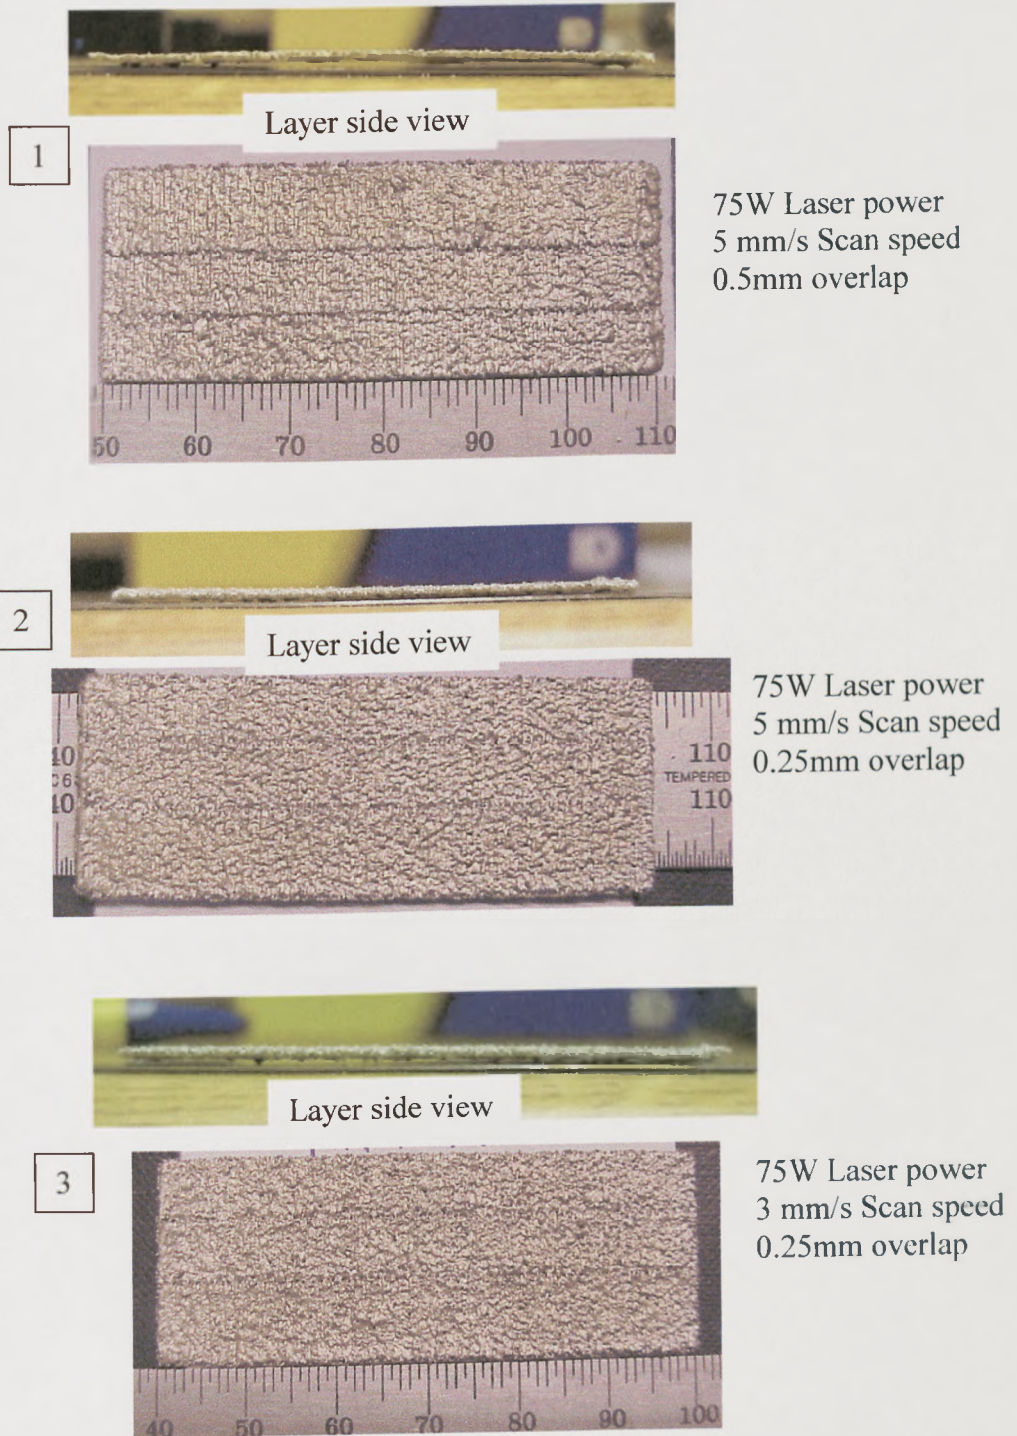 Layer side view
1
75W Laser power
5 mm/s Scan speed
0.5mm overlap
50 60 70 80 90 100 110
2
Layer side view
75W Laser power
5 mm/s Scan speed
0.25mm overlap
40 110
TEMPERED
40 110
Layer side view
3
75W Laser power
3 mm/s Scan speed
0.25mm overlap
40 50 60 70 80 90 100